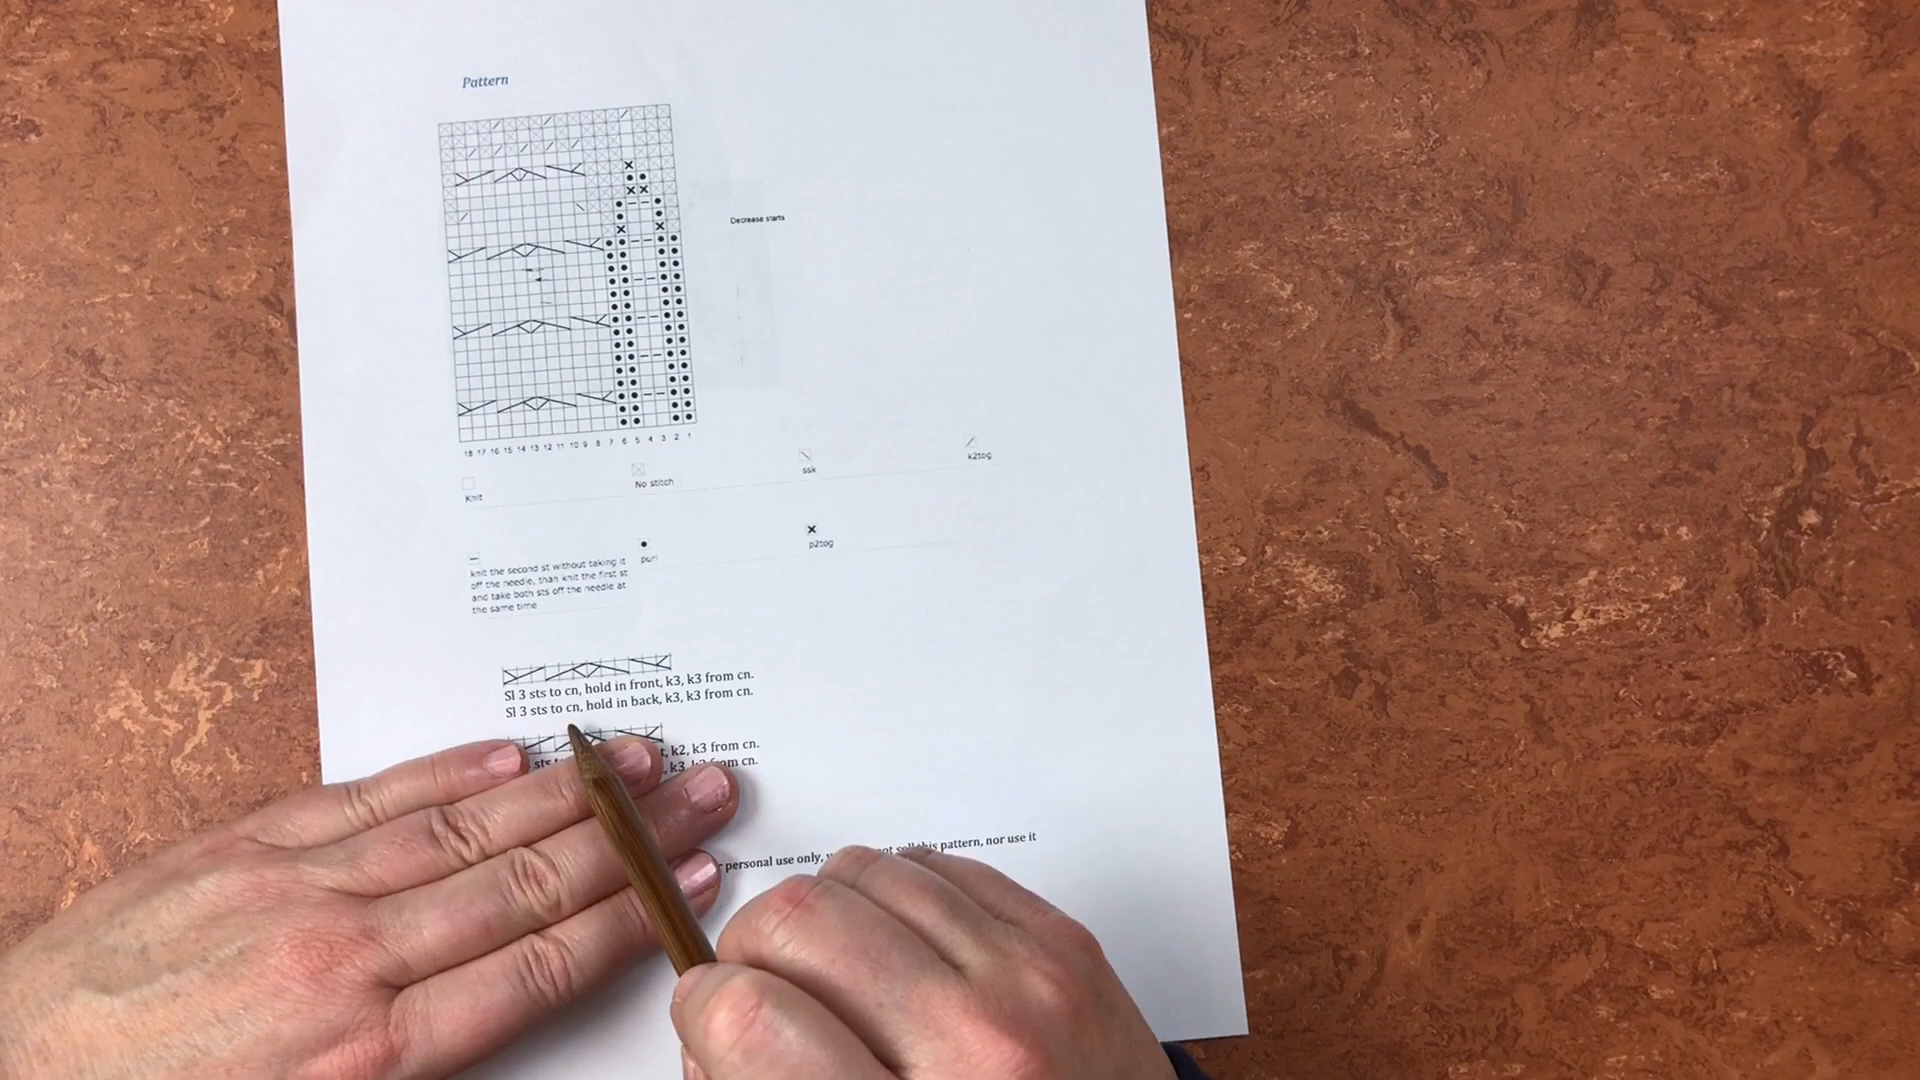 Pattern
Decrease starts
18 17 16 15 14 13 12 11 10 9 8 7 6 5 4 3 2 1
Knit
No stitch
ssk
k2tog
knit the second st without taking it
off the needle, than knit the first st
and take both sts off the needle at
the same time
purl
p2tog
Sl 3 sts to cn, hold in front, k3, k3 from cn.
Sl 3 sts to cn, hold in back, k3, k3 from cn.
k2, k3 from cn.
sts k3, from cn.
personal use only, this pattern, nor use it